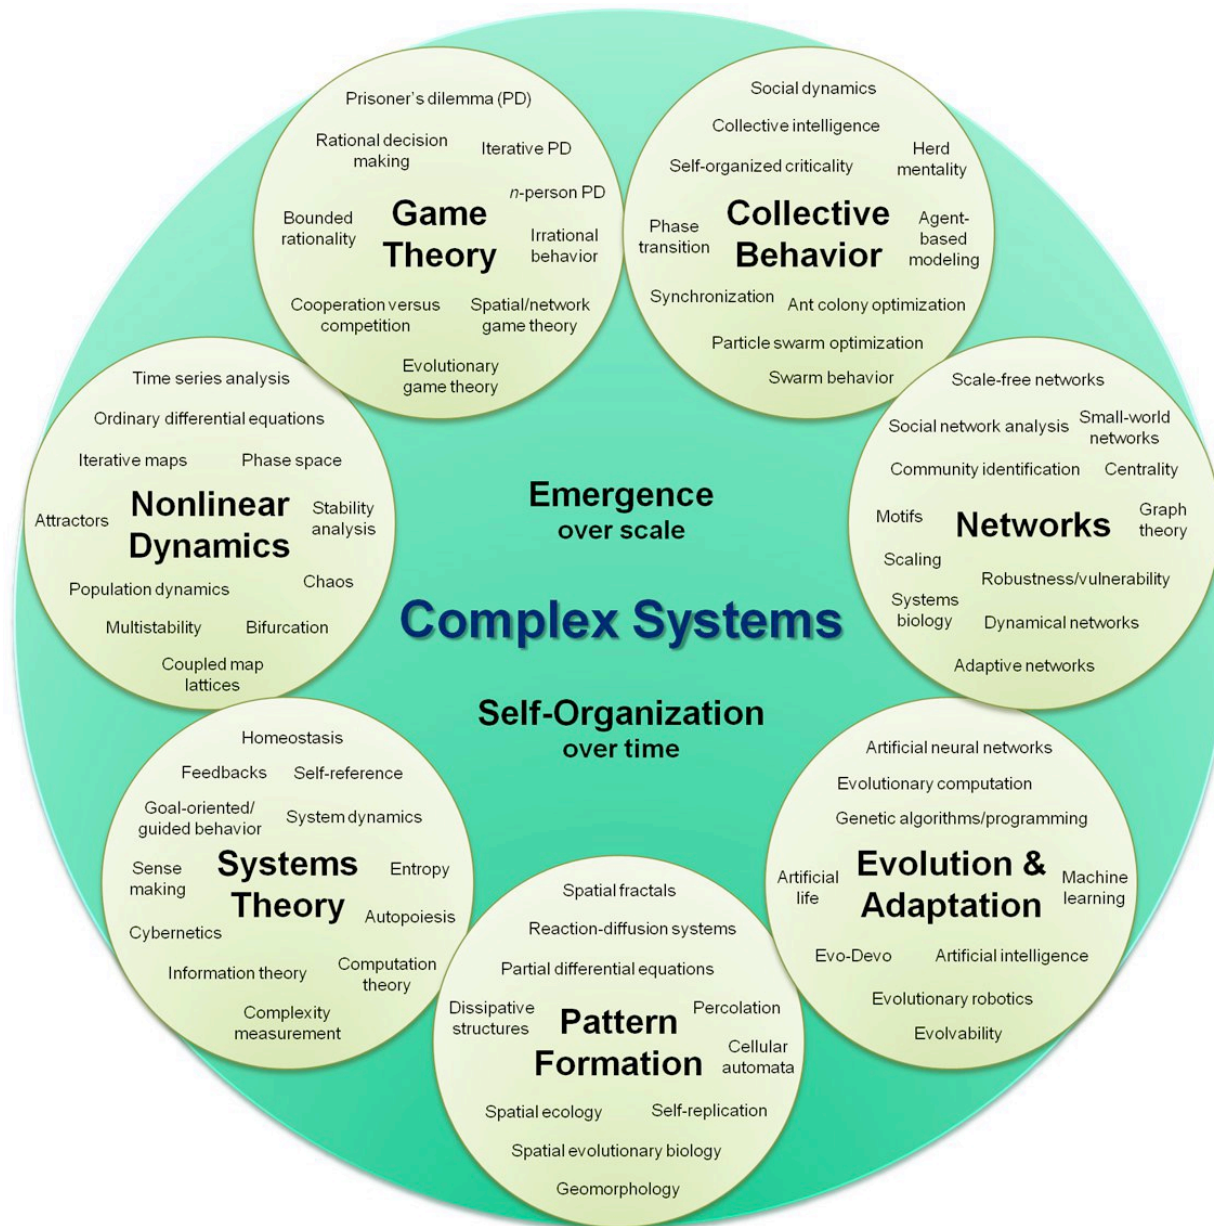 Prisoner's dilemma (PD)
Rational decision
making
Iterative PD
n-person PD
Bounded
rationality
Game
Theory
Irrational
behavior
Cooperation versus
competition
Spatial/network
game theory
Evolutionary
game theory
Social dynamics
Collective intelligence
Self-organized criticality
Herd
mentality
Phase
transition
Collective
Behavior
Agent-
based
modeling
Synchronization
Ant colony optimization
Particle swarm optimization
Swarm behavior
Time series analysis
Ordinary differential equations
Iterative maps
Phase space
Attractors
Nonlinear
Dynamics
Stability
analysis
Population dynamics
Chaos
Multistability
Bifurcation
Coupled map
lattices
Emergence
over scale
Complex Systems
Self-Organization
over time
Scale-free networks
Social network analysis
Small-world
networks
Community identification
Centrality
Motifs
Networks
Graph
theory
Scaling
Robustness/vulnerability
Systems
biology
Dynamical networks
Adaptive networks
Homeostasis
Feedbacks
Self-reference
Goal-oriented/
guided behavior
System dynamics
Sense
making
Systems
Theory
Entropy
Autopoiesis
Cybernetics
Information theory
Computation
theory
Complexity
measurement
Spatial fractals
Reaction-diffusion systems
Partial differential equations
Dissipative
structures
Pattern
Formation
Percolation
Cellular
automata
Spatial ecology
Self-replication
Spatial evolutionary biology
Geomorphology
Artificial neural networks
Evolutionary computation
Genetic algorithms/programming
Artificial
life
Evolution &
Adaptation
Machine
learning
Evo-Devo
Artificial intelligence
Evolutionary robotics
Evolvability